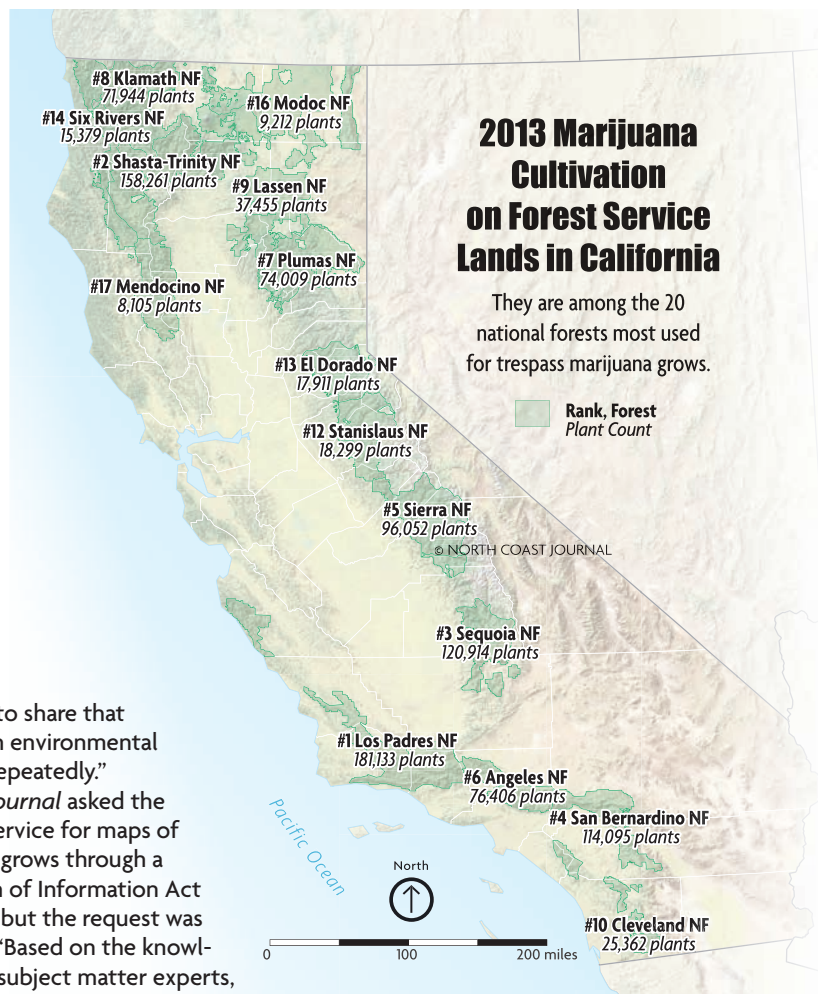 #8 Klamath NF
71,944 plants
#16 Modoc NF
9,212 plants
#14 Six Rivers NF
15,379 plants
#2 Shasta-Trinity NF
158,261 plants
#9 Lassen NF
37,455 plants
#7 Plumas NF
74,009 plants
#17 Mendocino NF
8,105 plants
#13 El Dorado NF
17,911 plants
#12 Stanislaus NF
18,299 plants
#5 Sierra NF
96,052 plants
© NORTH COAST JOURNAL
#3 Sequoia NF
120,914 plants
#1 Los Padres NF
181,133 plants
#6 Angeles NF
76,406 plants
#4 San Bernardino NF
114,095 plants
#10 Cleveland NF
25,362 plants
2013 Marijuana
Cultivation
on Forest Service
Lands in California
They are among the 20
national forests most used
for trespass marijuana grows.
Rank, Forest
Plant Count
Pacific Ocean
North
0 100 200 miles
to share that
n environmental
epeatedly.”
ournal asked the
ervice for maps of
grows through a
n of Information Act
but the request was
“Based on the knowl-
subject matter experts,